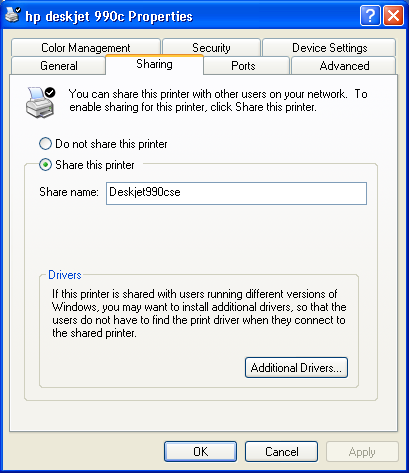 hp deskjet 990c Properties
Color Management
Security
Device Settings
General
Sharing
Ports
Advanced
You can share this printer with other users on your network.  To
enable sharing for this printer, click Share this printer.
Do not share this printer
Share this printer
Share name:
Deskjet990cse
Drivers
If this printer is shared with users running different versions of
Windows, you may want to install additional drivers, so that the
users do not have to find the print driver when they connect to
the shared printer.
Additional Drivers...
OK
Cancel
Apply